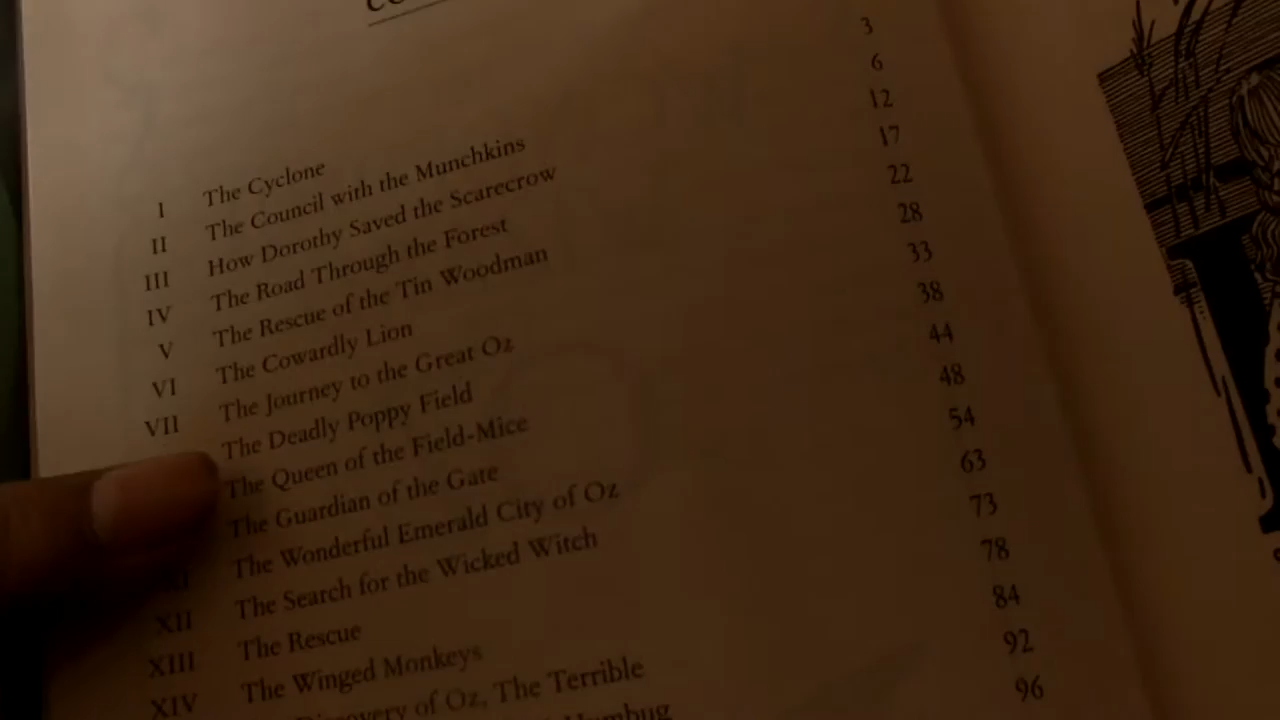 I The Cyclone 3
II The Council with the Munchkins 6
III How Dorothy Saved the Scarecrow 12
IV The Road Through the Forest 17
V The Rescue of the Tin Woodman 22
VI The Cowardly Lion 28
VII The Journey to the Great Oz 33
The Deadly Poppy Field 38
The Queen of the Field-Mice 44
The Guardian of the Gate 48
XI The Wonderful Emerald City of Oz 54
XII The Search for the Wicked Witch 63
XIII The Rescue 73
XIV The Winged Monkeys 78
Discovery of Oz, The Terrible 84
Humbug 92
96